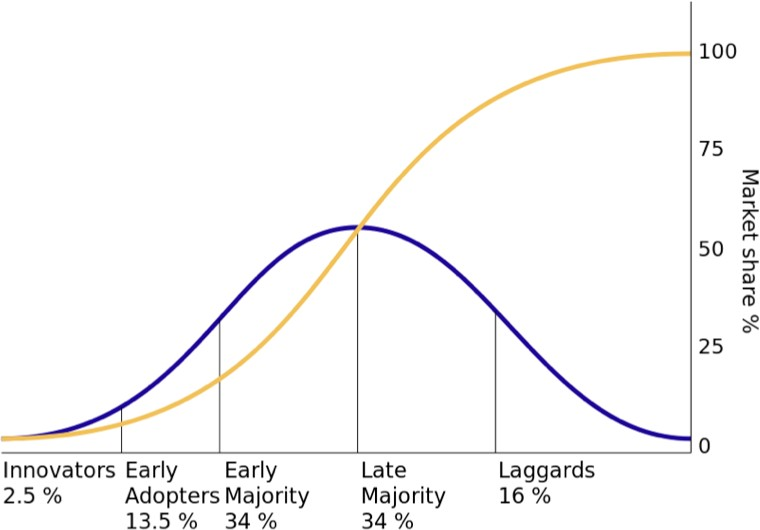 100
75
50
25
0
Market share %
Innovators
2.5 %
Early
Adopters
13.5 %
Early
Majority
34 %
Late
Majority
34 %
Laggards
16 %